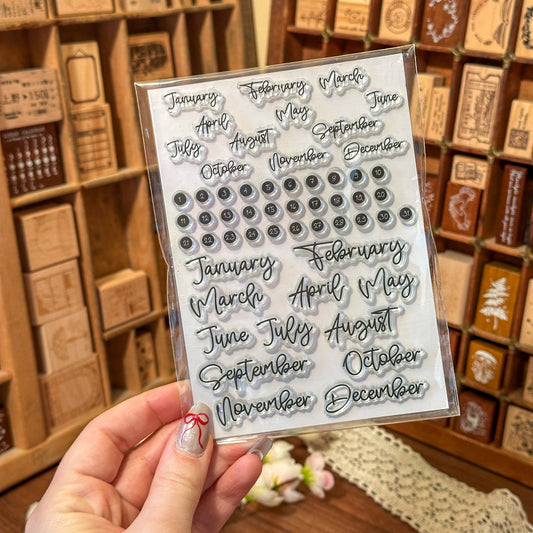 January February March
April May June
July August September
October November December
1 2 3 4 5 6 7 8 9 10
11 12 13 14 15 16 17 18 19 20
21 22 23 24 25 26 27 28 29 30 31
January February
March April May
June July August
September October
November December